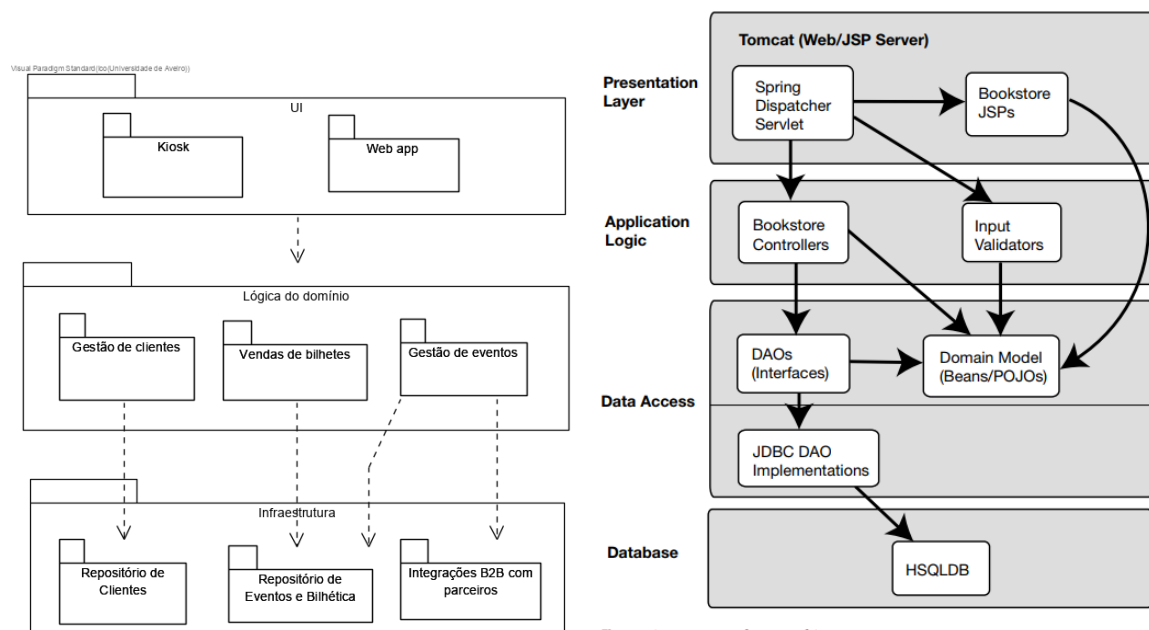 Visual Paradigm Standard(ico(Universidade de Aveiro))
UI
Kiosk
Web app
Lógica do domínio
Gestão de clientes
Vendas de bilhetes
Gestão de eventos
Infraestrutura
Repositório de
Clientes
Repositório de
Eventos e Bilhética
Integrações B2B com
parceiros
Tomcat (Web/JSP Server)
Presentation
Layer
Spring
Dispatcher
Servlet
Bookstore
JSPs
Application
Logic
Bookstore
Controllers
Input
Validators
Data Access
DAOs
(Interfaces)
Domain Model
(Beans/POJOs)
JDBC DAO
Implementations
Database
HSQLDB